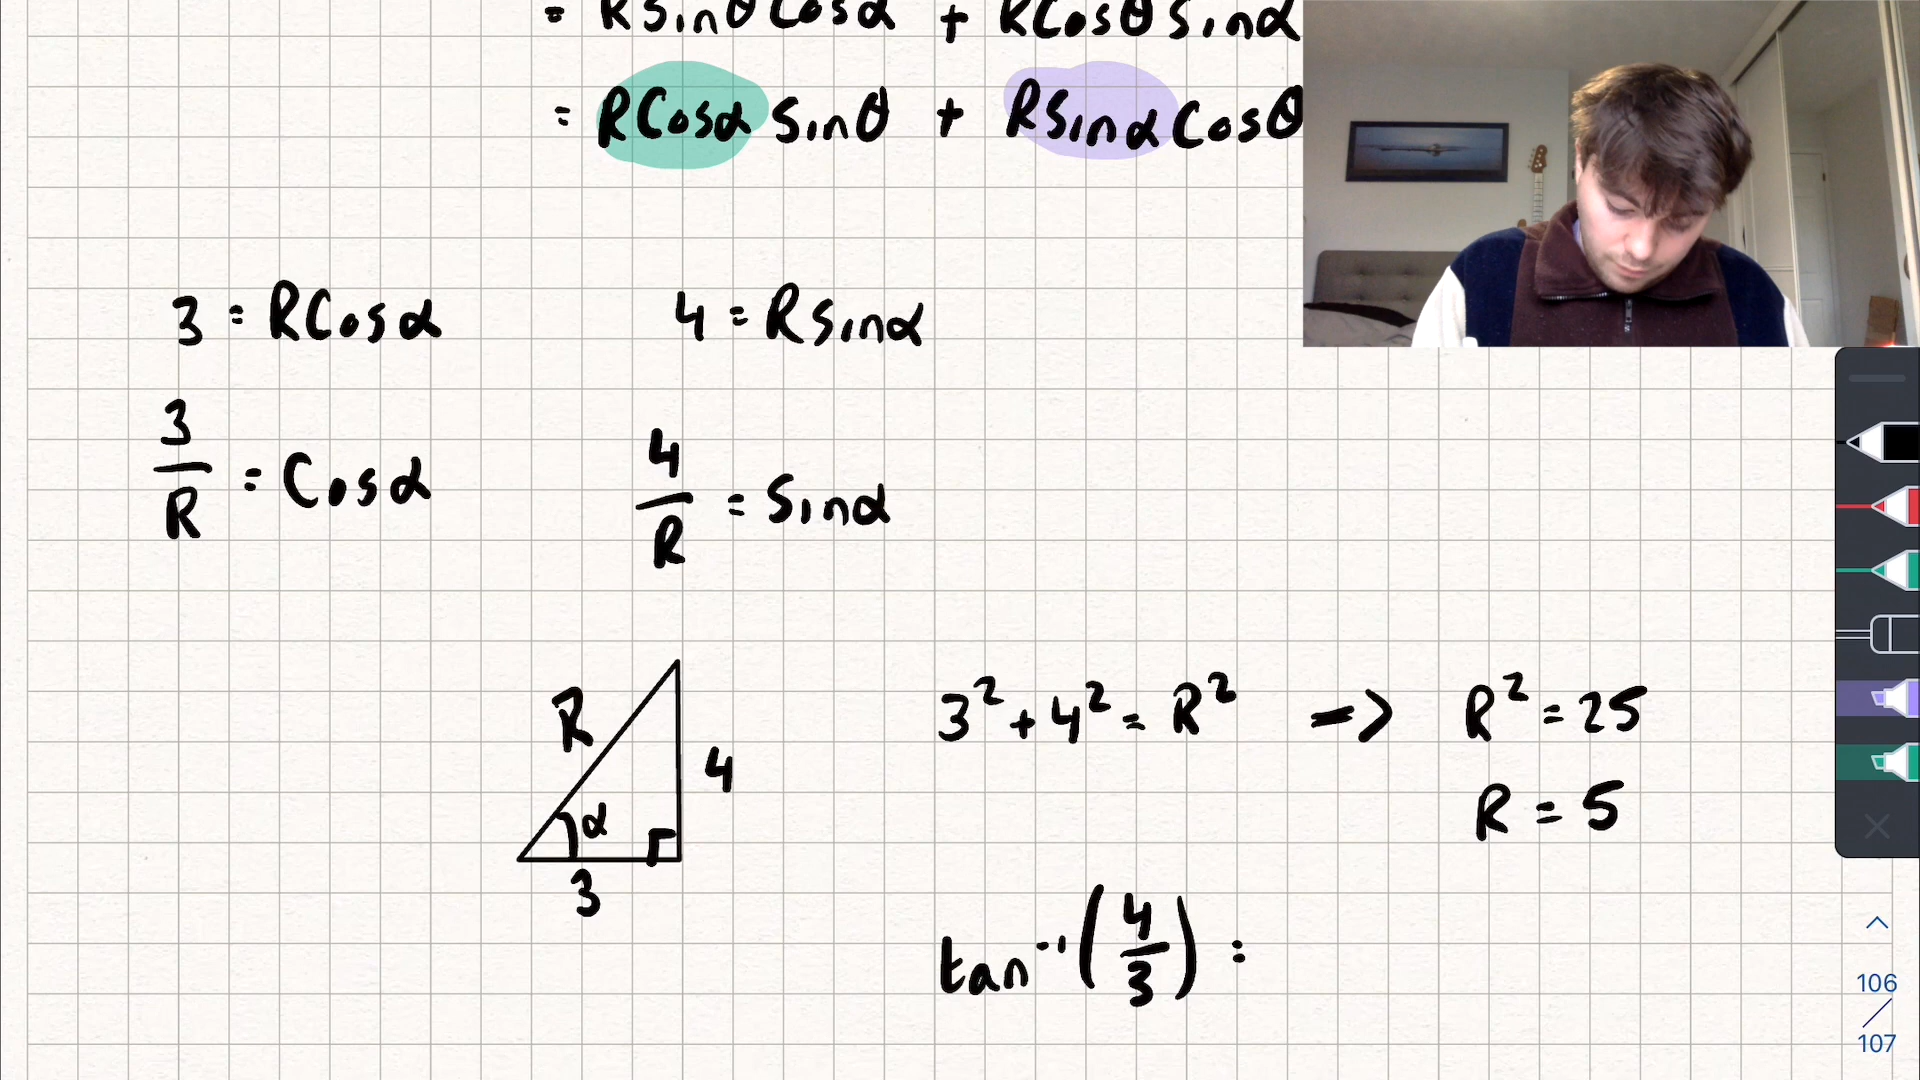 = RSinθCosα + RCosθSinα
= RCosα Sinθ + RSinα Cosθ
3 = RCosα 4 = RSinα
3/R = Cosα 4/R = Sinα
R
4
α
3
3² + 4² = R² => R² = 25
R = 5
tan⁻¹(4/3) =
106
/
107